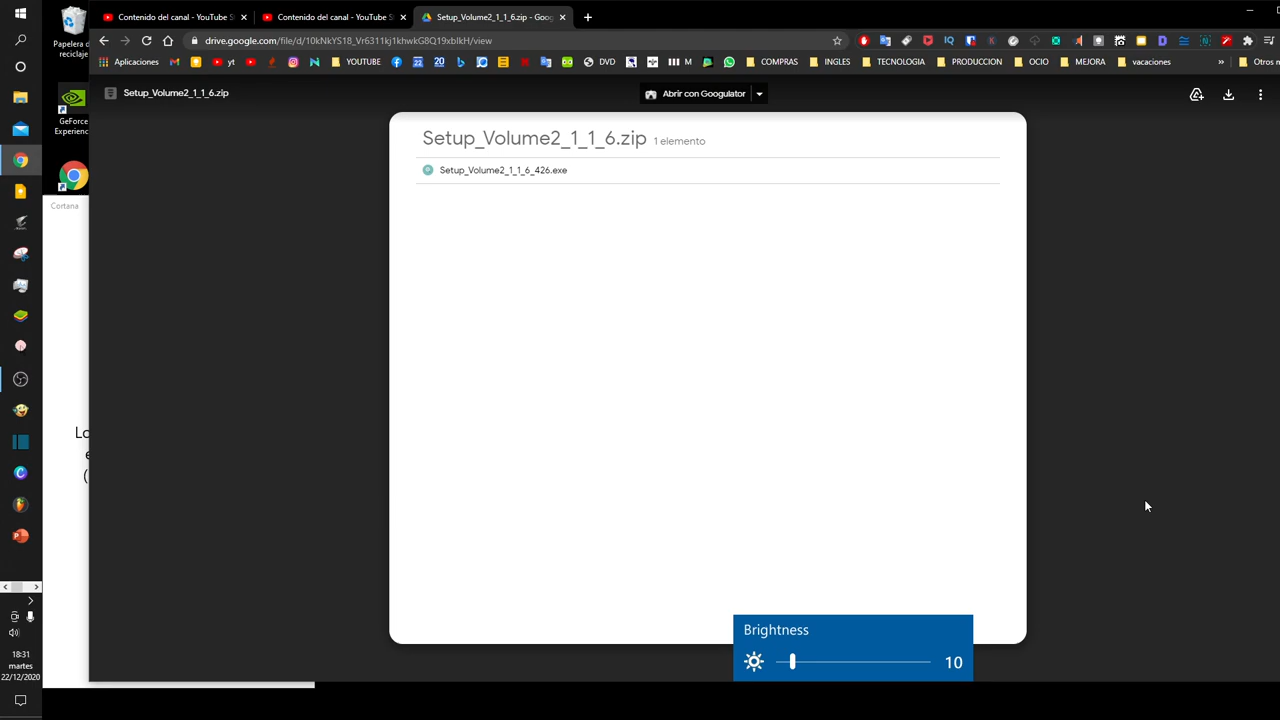 Papelera de
reciclaje
GeForce
Experience
Cortana
18:31
martes
22/12/2020
Contenido del canal - YouTube S
Contenido del canal - YouTube S
Setup_Volume2_1_1_6.zip - Goog
drive.google.com/file/d/10kNkYS18_Vr6311kj1khwkG8Q19xbIkH/view
Aplicaciones yt YOUTUBE 22 20 DVD M COMPRAS INGLES TECNOLOGIA PRODUCCION OCIO MEJORA vacaciones » Otros m
Setup_Volume2_1_1_6.zip
Abrir con Googulator
Setup_Volume2_1_1_6.zip 1 elemento
Setup_Volume2_1_1_6_426.exe
Brightness
10